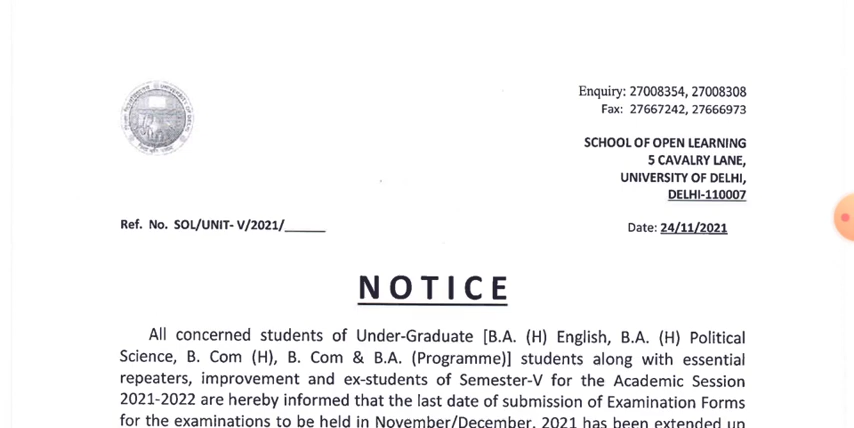 Enquiry: 27008354, 27008308
Fax: 27667242, 27666973
SCHOOL OF OPEN LEARNING
5 CAVALRY LANE,
UNIVERSITY OF DELHI,
DELHI-110007
Ref. No. SOL/UNIT- V/2021/______
Date: 24/11/2021
NOTICE
All concerned students of Under-Graduate [B.A. (H) English, B.A. (H) Political
Science, B. Com (H), B. Com & B.A. (Programme)] students along with essential
repeaters, improvement and ex-students of Semester-V for the Academic Session
2021-2022 are hereby informed that the last date of submission of Examination Forms
for the examinations to be held in November/December, 2021 has been extended up